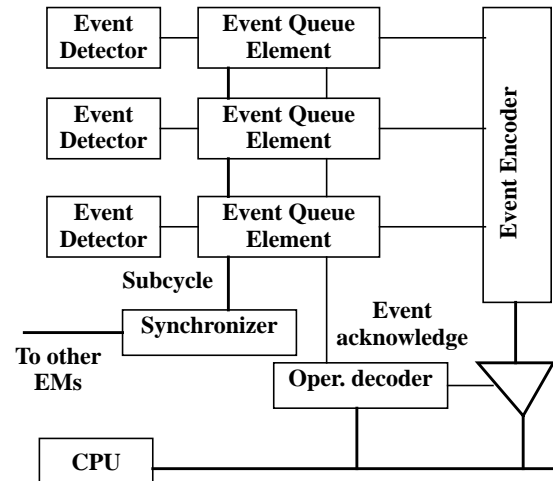 Event
Detector
Event Queue
Element
Event
Detector
Event Queue
Element
Event
Detector
Event Queue
Element
Event Encoder
Subcycle
Synchronizer
To other
EMs
Event
acknowledge
Oper. decoder
CPU